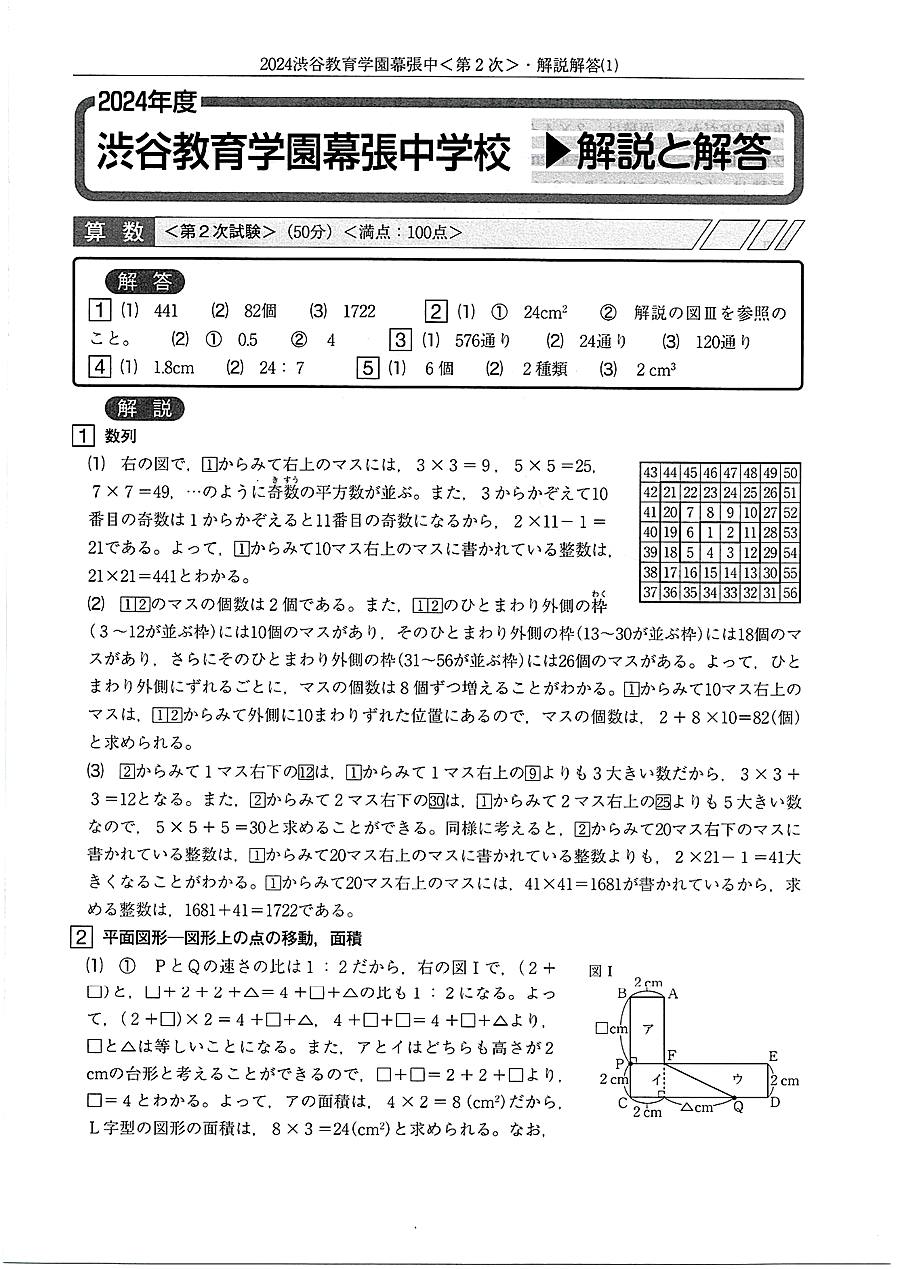 2024渋谷教育学園幕張中＜第2次＞・解説解答(1)
2024年度
渋谷教育学園幕張中学校 ▶解説と解答
算数 ＜第2次試験＞（50分）＜満点：100点＞
解答
1 (1) 441 (2) 82個 (3) 1722 2 (1) ① 24cm² ② 解説の図Ⅲを参照の
こと。 (2) ① 0.5 ② 4 3 (1) 576通り (2) 24通り (3) 120通り
4 (1) 1.8cm (2) 24：7 5 (1) 6個 (2) 2種類 (3) 2cm³
解説
1 数列
(1) 右の図で，1からみて右上のマスには，3×3＝9，5×5＝25，
7×7＝49，…のように奇数の平方数が並ぶ。また，3からかぞえて10
番目の奇数は1からかぞえると11番目の奇数になるから，2×11－1＝
21である。よって，1からみて10マス右上のマスに書かれている整数は，
21×21＝441とわかる。
43 44 45 46 47 48 49 50
42 21 22 23 24 25 26 51
41 20 7 8 9 10 27 52
40 19 6 1 2 11 28 53
39 18 5 4 3 12 29 54
38 17 16 15 14 13 30 55
37 36 35 34 33 32 31 56
(2) 12のマスの個数は2個である。また，12のひとまわり外側の枠
(3～12が並ぶ枠)には10個のマスがあり，そのひとまわり外側の枠(13～30が並ぶ枠)には18個のマ
スがあり，さらにそのひとまわり外側の枠(31～56が並ぶ枠)には26個のマスがある。よって，ひと
まわり外側にずれるごとに，マスの個数は8個ずつ増えることがわかる。1からみて10マス右上の
マスは，12からみて外側に10まわりずれた位置にあるので，マスの個数は，2＋8×10＝82(個)
と求められる。
(3) 2からみて1マス右下の12は，1からみて1マス右上の9よりも3大きい数だから，3×3＋
3＝12となる。また，2からみて2マス右下の30は，1からみて2マス右上の25よりも5大きい数
なので，5×5＋5＝30と求めることができる。同様に考えると，2からみて20マス右下のマスに
書かれている整数は，1からみて20マス右上のマスに書かれている整数よりも，2×21－1＝41大
きくなることがわかる。1からみて20マス右上のマスには，41×41＝1681が書かれているから，求
める整数は，1681＋41＝1722である。
2 平面図形―図形上の点の移動，面積
(1) ① PとQの速さの比は1：2だから，右の図Ⅰで，(2＋
□)と，□＋2＋2＋△＝4＋□＋△の比も1：2になる。よっ
て，(2＋□)×2＝4＋□＋△，4＋□＋□＝4＋□＋△より，
□と△は等しいことになる。また，アとイはどちらも高さが2
cmの台形と考えることができるので，□＋□＝2＋2＋□より，
□＝4とわかる。よって，アの面積は，4×2＝8(cm²)だから，
L字型の図形の面積は，8×3＝24(cm²)と求められる。なお，
図Ⅰ
2cm
B A
□cm ア
P F E
2cm イ ウ 2cm
C Q D
2cm △cm